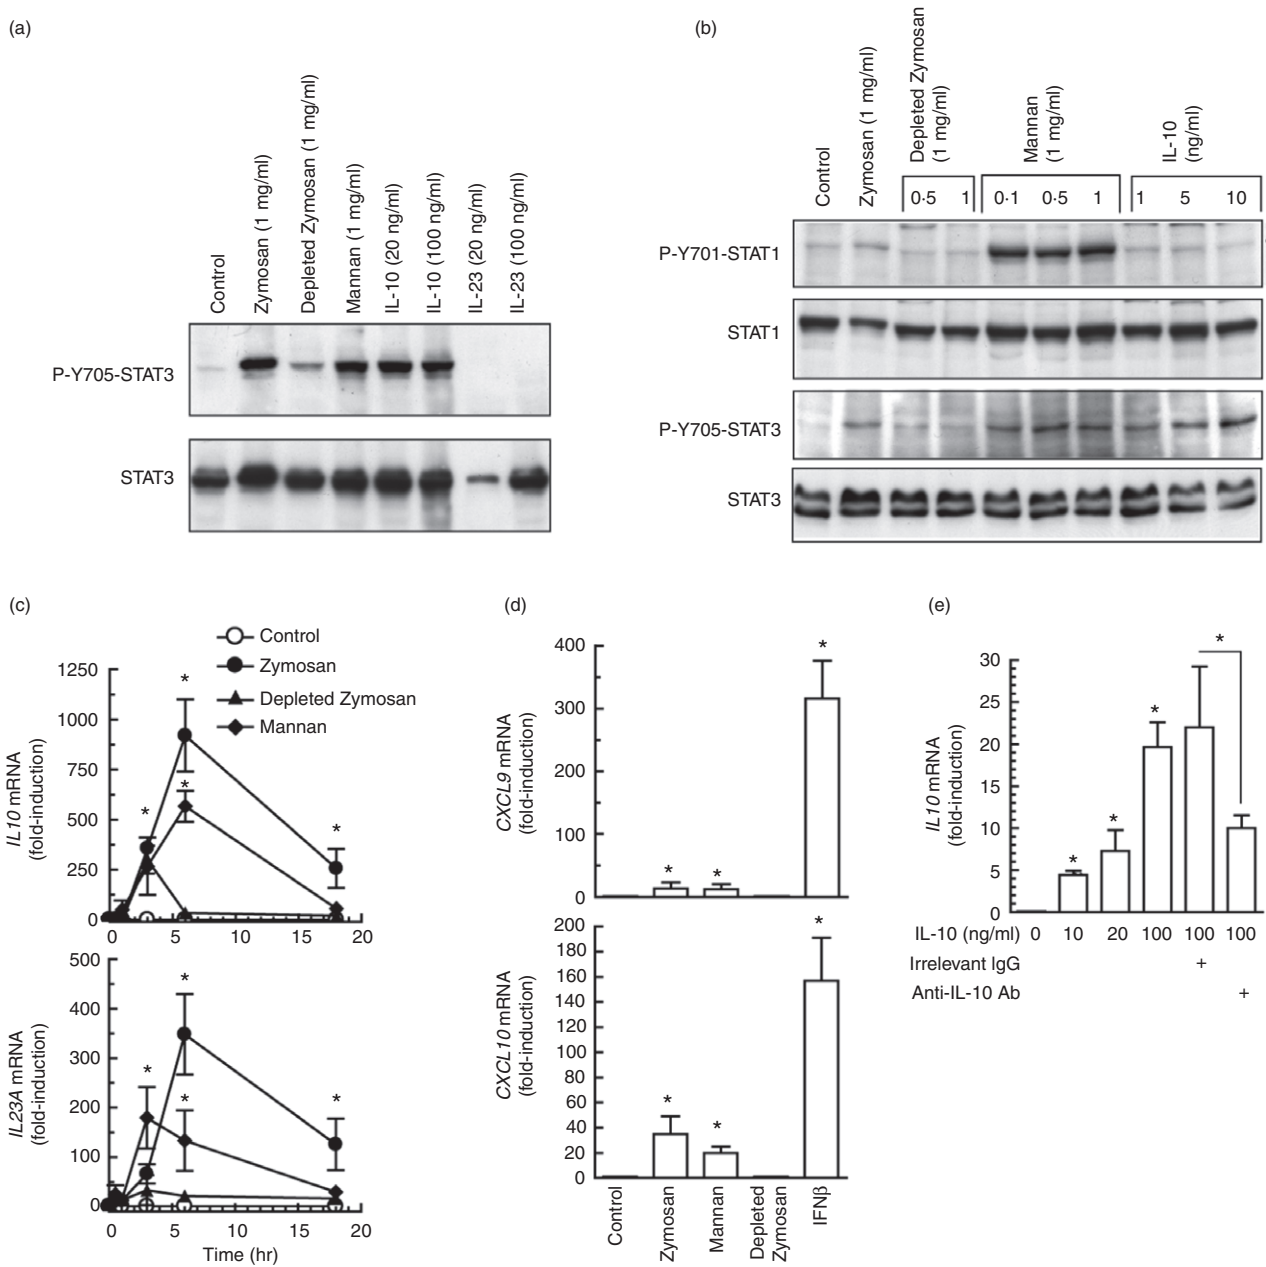 (a)
Control
Zymosan (1 mg/ml)
Depleted Zymosan (1 mg/ml)
Mannan (1 mg/ml)
IL-10 (20 ng/ml)
IL-10 (100 ng/ml)
IL-23 (20 ng/ml)
IL-23 (100 ng/ml)
P-Y705-STAT3
STAT3
(b)
Control
Zymosan (1 mg/ml)
Depleted Zymosan
(1 mg/ml)
Mannan
(1 mg/ml)
IL-10
(ng/ml)
0·5 1 0·1 0·5 1 1 5 10
P-Y701-STAT1
STAT1
P-Y705-STAT3
STAT3
(c)
Control
Zymosan
Depleted Zymosan
Mannan
IL10 mRNA
(fold-induction)
1250
1000
750
500
250
0
* * * *
0 5 10 15 20
IL23A mRNA
(fold-induction)
500
400
300
200
100
0
* * * *
0 5 10 15 20
Time (hr)
(d)
CXCL9 mRNA
(fold-induction)
400
300
200
100
0
* * *
CXCL10 mRNA
(fold-induction)
200
180
160
140
120
100
80
60
40
20
0
* * *
Control
Zymosan
Mannan
Depleted
Zymosan
IFNβ
(e)
IL10 mRNA
(fold-induction)
30
25
20
15
10
5
0
* * * *
IL-10 (ng/ml) 0 10 20 100 100 100
Irrelevant IgG +
Anti-IL-10 Ab +